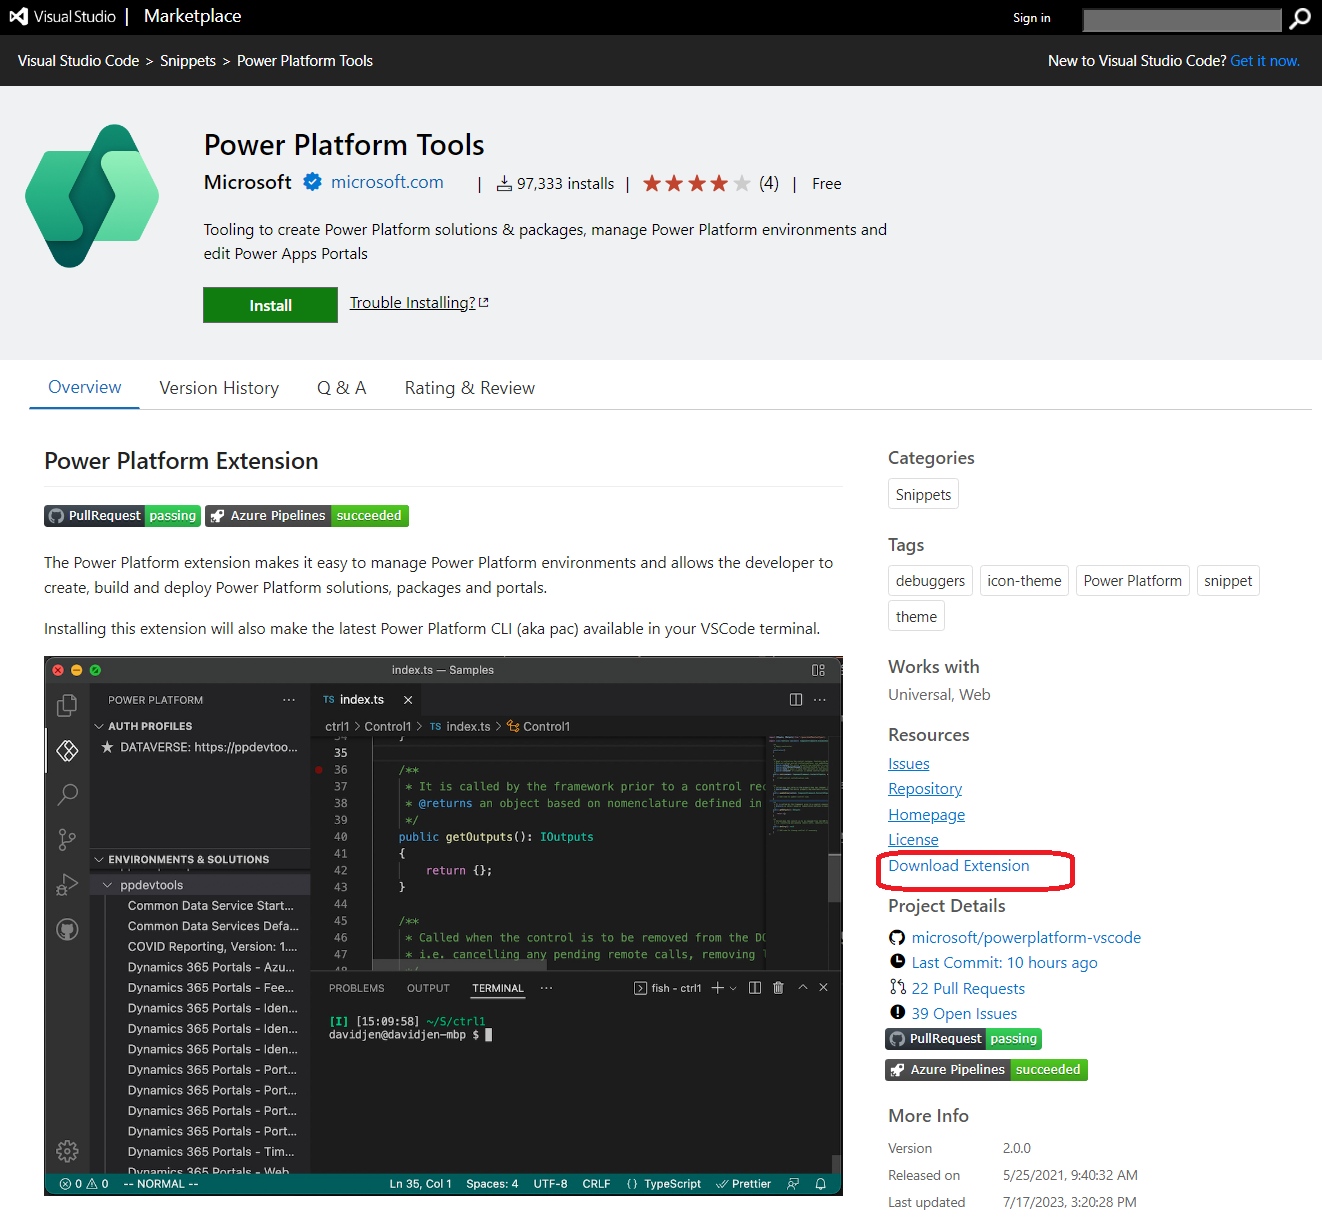 Visual Studio | Marketplace
Sign in
Visual Studio Code > Snippets > Power Platform Tools
New to Visual Studio Code? Get it now.
Power Platform Tools
Microsoft microsoft.com | 97,333 installs | (4) | Free
Tooling to create Power Platform solutions & packages, manage Power Platform environments and
edit Power Apps Portals
Install
Trouble Installing?
Overview Version History Q & A Rating & Review
Power Platform Extension
PullRequest passing Azure Pipelines succeeded
The Power Platform extension makes it easy to manage Power Platform environments and allows the developer to
create, build and deploy Power Platform solutions, packages and portals.
Installing this extension will also make the latest Power Platform CLI (aka pac) available in your VSCode terminal.
index.ts — Samples
POWER PLATFORM ···
AUTH PROFILES
DATAVERSE: https://ppdevtoo...
ENVIRONMENTS & SOLUTIONS
ppdevtools
Common Data Service Start...
Common Data Services Defa...
COVID Reporting, Version: 1....
Dynamics 365 Portals - Azu...
Dynamics 365 Portals - Fee...
Dynamics 365 Portals - Iden...
Dynamics 365 Portals - Iden...
Dynamics 365 Portals - Iden...
Dynamics 365 Portals - Port...
Dynamics 365 Portals - Port...
Dynamics 365 Portals - Port...
Dynamics 365 Portals - Port...
Dynamics 365 Portals - Tim...
Dynamics 365 Portals - Web
TS index.ts ×
ctrl1 > Control1 > TS index.ts > Control1
34 }
35
36 /**
37 * It is called by the framework prior to a control rec
38 * @returns an object based on nomenclature defined in
39 */
40 public getOutputs(): IOutputs
41 {
42 return {};
43 }
44
45 /**
46 * Called when the control is to be removed from the DO
47 * i.e. cancelling any pending remote calls, removing l
48 */
PROBLEMS OUTPUT TERMINAL ··· fish - ctrl1
[I] [15:09:58] ~/S/ctrl1
davidjen@davidjen-mbp $
0 0 -- NORMAL -- Ln 35, Col 1 Spaces: 4 UTF-8 CRLF {} TypeScript Prettier
Categories
Snippets
Tags
debuggers icon-theme Power Platform snippet
theme
Works with
Universal, Web
Resources
Issues
Repository
Homepage
License
Download Extension
Project Details
microsoft/powerplatform-vscode
Last Commit: 10 hours ago
22 Pull Requests
39 Open Issues
PullRequest passing
Azure Pipelines succeeded
More Info
Version 2.0.0
Released on 5/25/2021, 9:40:32 AM
Last updated 7/17/2023, 3:20:28 PM